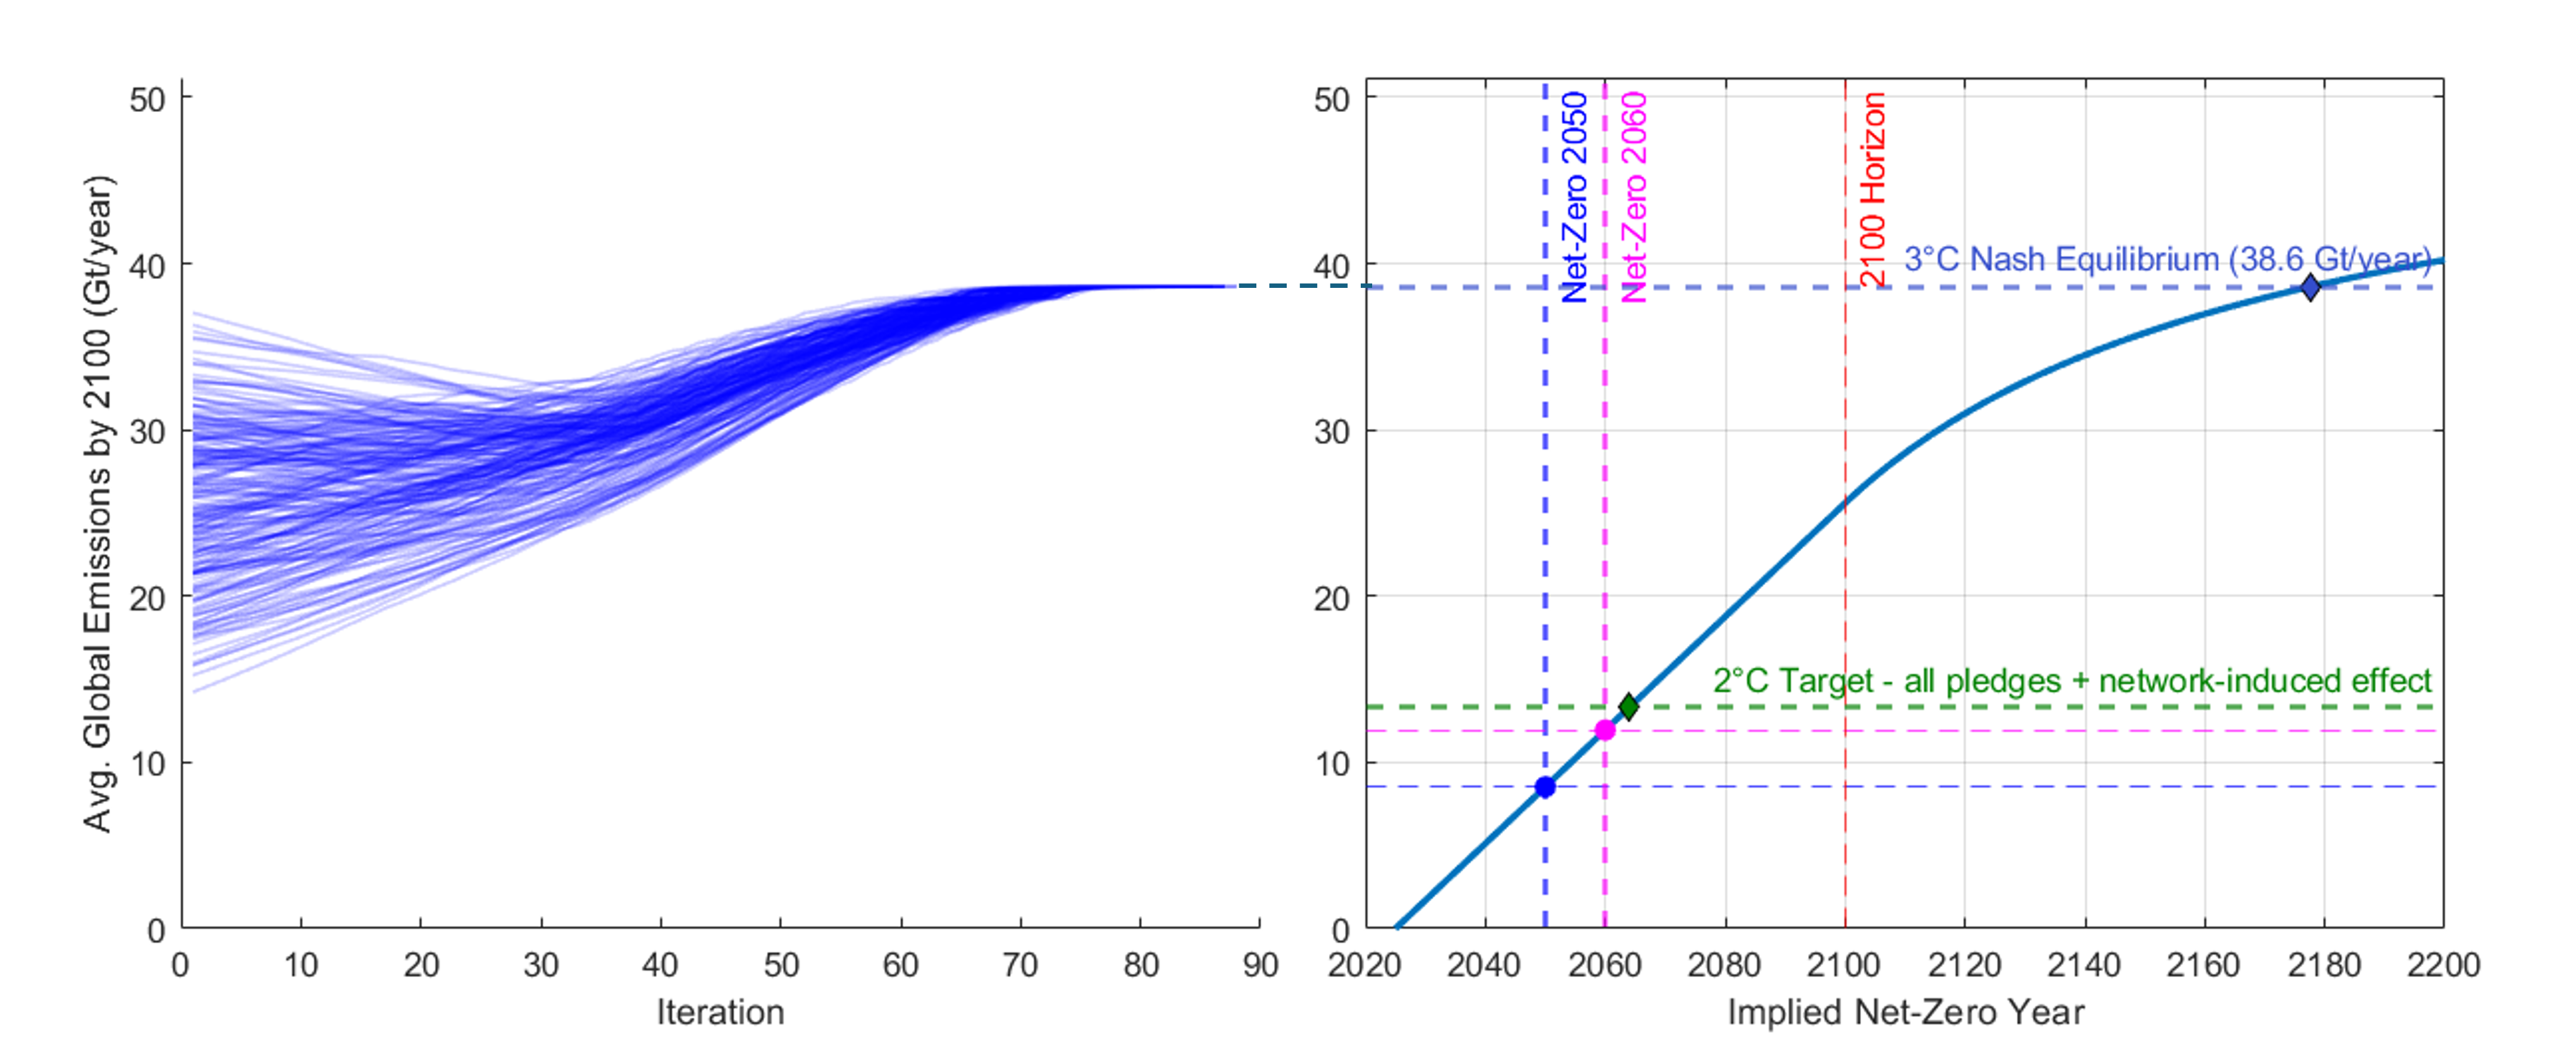 Avg. Global Emissions by 2100 (Gt/year)
50
40
30
20
10
0
0 10 20 30 40 50 60 70 80 90
Iteration
50
40
30
20
10
0
Net-Zero 2050
Net-Zero 2060
2100 Horizon
3°C Nash Equilibrium (38.6 Gt/year)
2°C Target - all pledges + network-induced effect
2020 2040 2060 2080 2100 2120 2140 2160 2180 2200
Implied Net-Zero Year